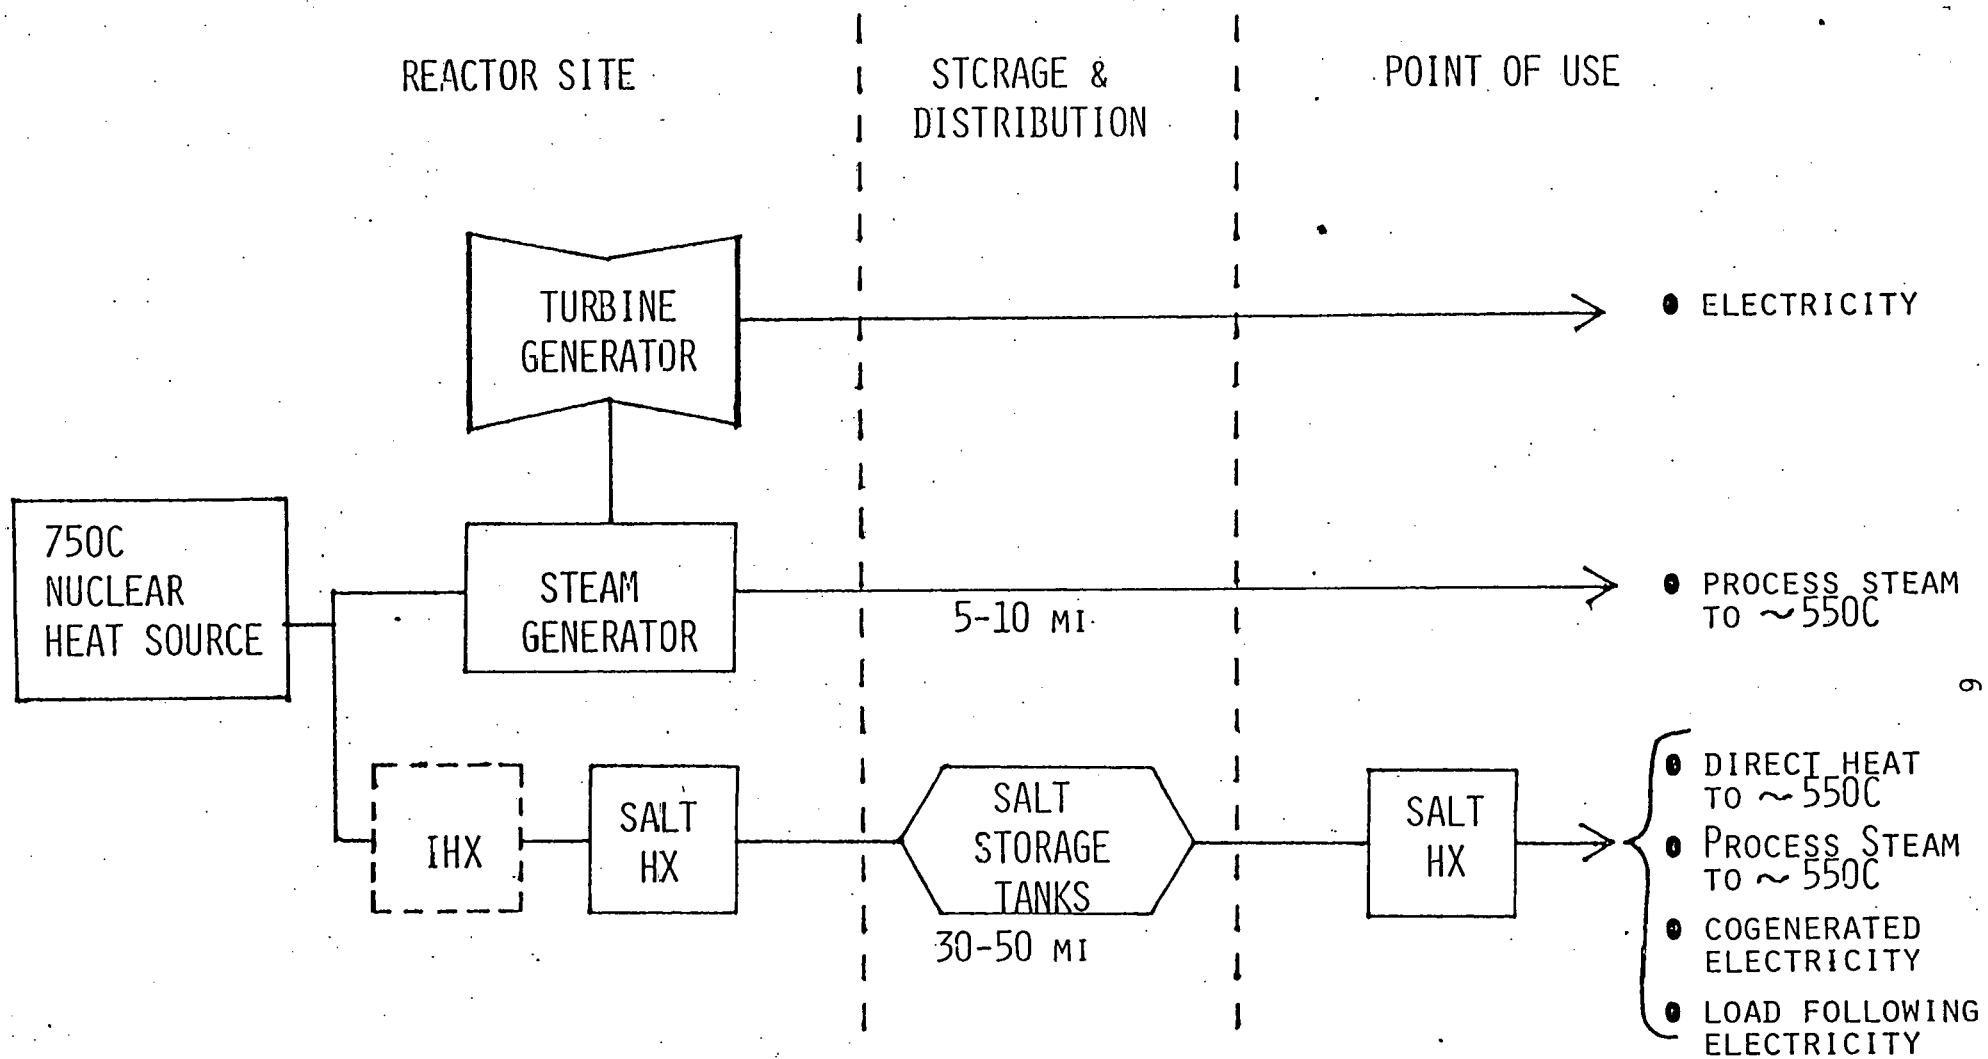 REACTOR SITE
STCRAGE &
DISTRIBUTION
POINT OF USE
TURBINE
GENERATOR
• ELECTRICITY
750C
NUCLEAR
HEAT SOURCE
STEAM
GENERATOR
5-10 MI
• PROCESS STEAM
TO ~550C
IHX
SALT
HX
SALT
STORAGE
TANKS
30-50 MI
SALT
HX
• DIRECT HEAT
TO ~550C
• PROCESS STEAM
TO ~550C
• COGENERATED
ELECTRICITY
• LOAD FOLLOWING
ELECTRICITY
9